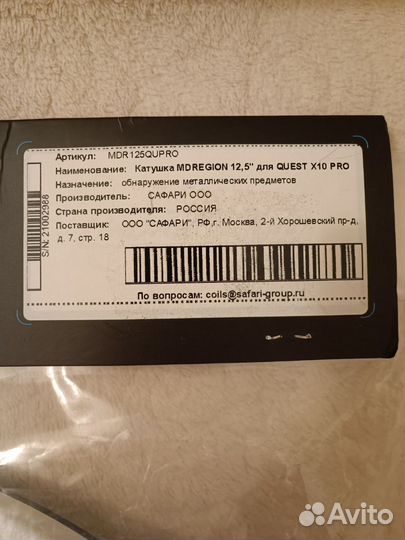 Артикул: MDR125QUPRO
Наименование: Катушка MDREGION 12,5" для QUEST X10 PRO
Назначение: обнаружение металлических предметов
Производитель: САФАРИ ООО
Страна производителя: РОССИЯ
Поставщик: ООО "САФАРИ", РФ,г. Москва, 2-й Хорошевский пр-д,
д. 7, стр. 18
По вопросам: coils@safari-group.ru
S/N: 21002988
Avito